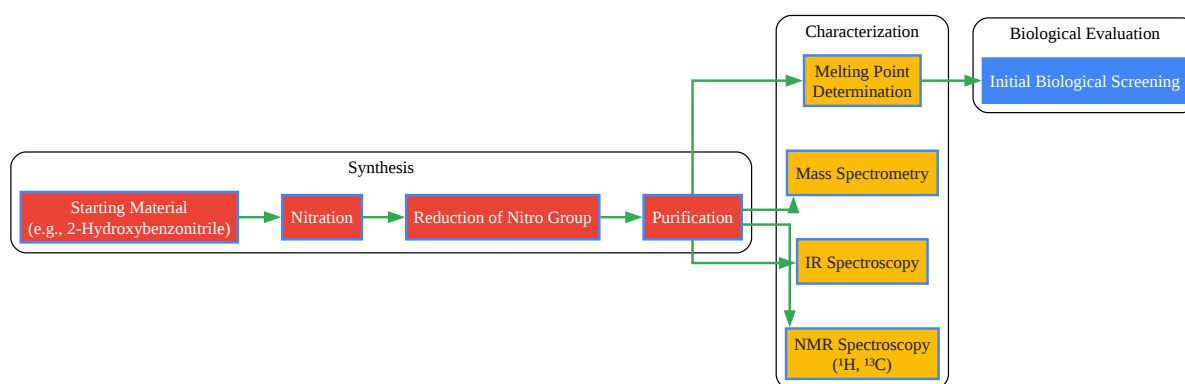 Synthesis
Starting Material
(e.g., 2-Hydroxybenzonitrile)
Nitration
Reduction of Nitro Group
Purification
Characterization
Melting Point
Determination
Mass Spectrometry
IR Spectroscopy
NMR Spectroscopy
(¹H, ¹³C)
Biological Evaluation
Initial Biological Screening